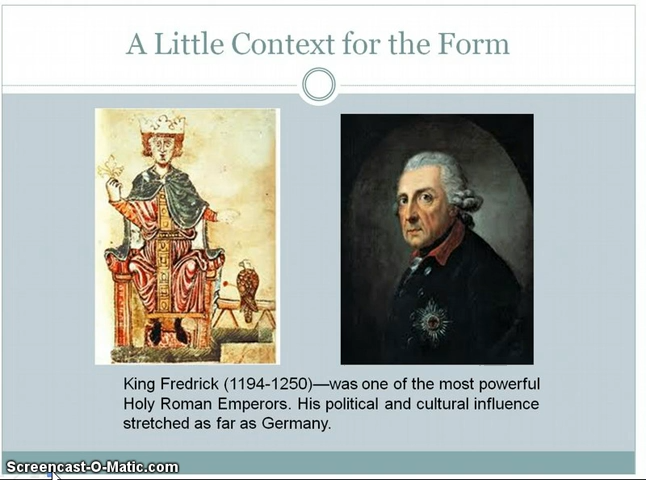 A Little Context for the Form
King Fredrick (1194-1250)—was one of the most powerful
Holy Roman Emperors. His political and cultural influence
stretched as far as Germany.
Screencast-O-Matic.com